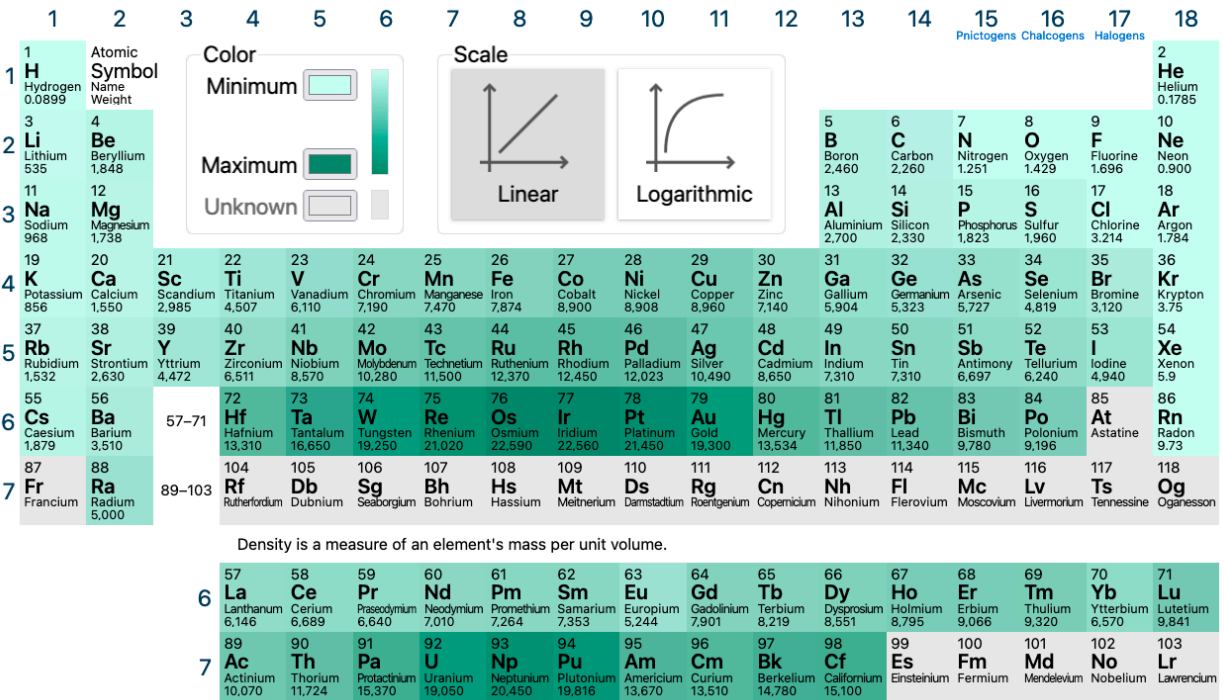 1 2 3 4 5 6 7 8 9 10 11 12 13 14 15 16 17 18
Pnictogens Chalcogens Halogens
1
1
H
Hydrogen
0.0899
Atomic
Symbol
Name
Weight
Color
Minimum
Maximum
Unknown
Scale
Linear
Logarithmic
2
He
Helium
0.1785
2
3 4 5 6 7 8 9 10
Li Be B C N O F Ne
Lithium Beryllium Boron Carbon Nitrogen Oxygen Fluorine Neon
535 1,848 2,460 2,260 1.251 1.429 1.696 0.900
3
11 12 13 14 15 16 17 18
Na Mg Al Si P S Cl Ar
Sodium Magnesium Aluminium Silicon Phosphorus Sulfur Chlorine Argon
968 1,738 2,700 2,330 1,823 1,960 3.214 1.784
4
19 20 21 22 23 24 25 26 27 28 29 30 31 32 33 34 35 36
K Ca Sc Ti V Cr Mn Fe Co Ni Cu Zn Ga Ge As Se Br Kr
Potassium Calcium Scandium Titanium Vanadium Chromium Manganese Iron Cobalt Nickel Copper Zinc Gallium Germanium Arsenic Selenium Bromine Krypton
856 1,550 2,985 4,507 6,110 7,190 7,470 7,874 8,900 8,908 8,960 7,140 5,904 5,323 5,727 4,819 3,120 3.75
5
37 38 39 40 41 42 43 44 45 46 47 48 49 50 51 52 53 54
Rb Sr Y Zr Nb Mo Tc Ru Rh Pd Ag Cd In Sn Sb Te I Xe
Rubidium Strontium Yttrium Zirconium Niobium Molybdenum Technetium Ruthenium Rhodium Palladium Silver Cadmium Indium Tin Antimony Tellurium Iodine Xenon
1,532 2,630 4,472 6,511 8,570 10,280 11,500 12,370 12,450 12,023 10,490 8,650 7,310 7,310 6,697 6,240 4,940 5.9
6
55 56 72 73 74 75 76 77 78 79 80 81 82 83 84 85 86
Cs Ba 57–71 Hf Ta W Re Os Ir Pt Au Hg Tl Pb Bi Po At Rn
Caesium Barium Hafnium Tantalum Tungsten Rhenium Osmium Iridium Platinum Gold Mercury Thallium Lead Bismuth Polonium Astatine Radon
1,879 3,510 13,310 16,650 19,250 21,020 22,590 22,560 21,450 19,300 13,534 11,850 11,340 9,780 9,196 9.73
7
87 88 104 105 106 107 108 109 110 111 112 113 114 115 116 117 118
Fr Ra 89–103 Rf Db Sg Bh Hs Mt Ds Rg Cn Nh Fl Mc Lv Ts Og
Francium Radium Rutherfordium Dubnium Seaborgium Bohrium Hassium Meitnerium Darmstadtium Roentgenium Copernicium Nihonium Flerovium Moscovium Livermorium Tennessine Oganesson
5,000
Density is a measure of an element's mass per unit volume.
6
57 58 59 60 61 62 63 64 65 66 67 68 69 70 71
La Ce Pr Nd Pm Sm Eu Gd Tb Dy Ho Er Tm Yb Lu
Lanthanum Cerium Praseodymium Neodymium Promethium Samarium Europium Gadolinium Terbium Dysprosium Holmium Erbium Thulium Ytterbium Lutetium
6,146 6,689 6,640 7,010 7,264 7,353 5,244 7,901 8,219 8,551 8,795 9,066 9,320 6,570 9,841
7
89 90 91 92 93 94 95 96 97 98 99 100 101 102 103
Ac Th Pa U Np Pu Am Cm Bk Cf Es Fm Md No Lr
Actinium Thorium Protactinium Uranium Neptunium Plutonium Americium Curium Berkelium Californium Einsteinium Fermium Mendelevium Nobelium Lawrencium
10,070 11,724 15,370 19,050 20,450 19,816 13,670 13,510 14,780 15,100